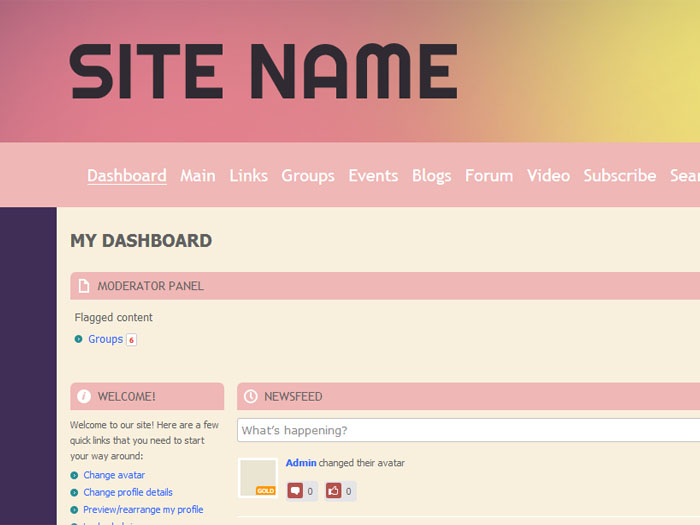 SITE NAME
Dashboard Main Links Groups Events Blogs Forum Video Subscribe
MY DASHBOARD
MODERATOR PANEL
Flagged content
Groups 6
WELCOME!
Welcome to our site! Here are a few
quick links that you need to start
your way around:
Change avatar
Change profile details
Preview/rearrange my profile
NEWSFEED
What's happening?
Admin changed their avatar
GOLD
0 0